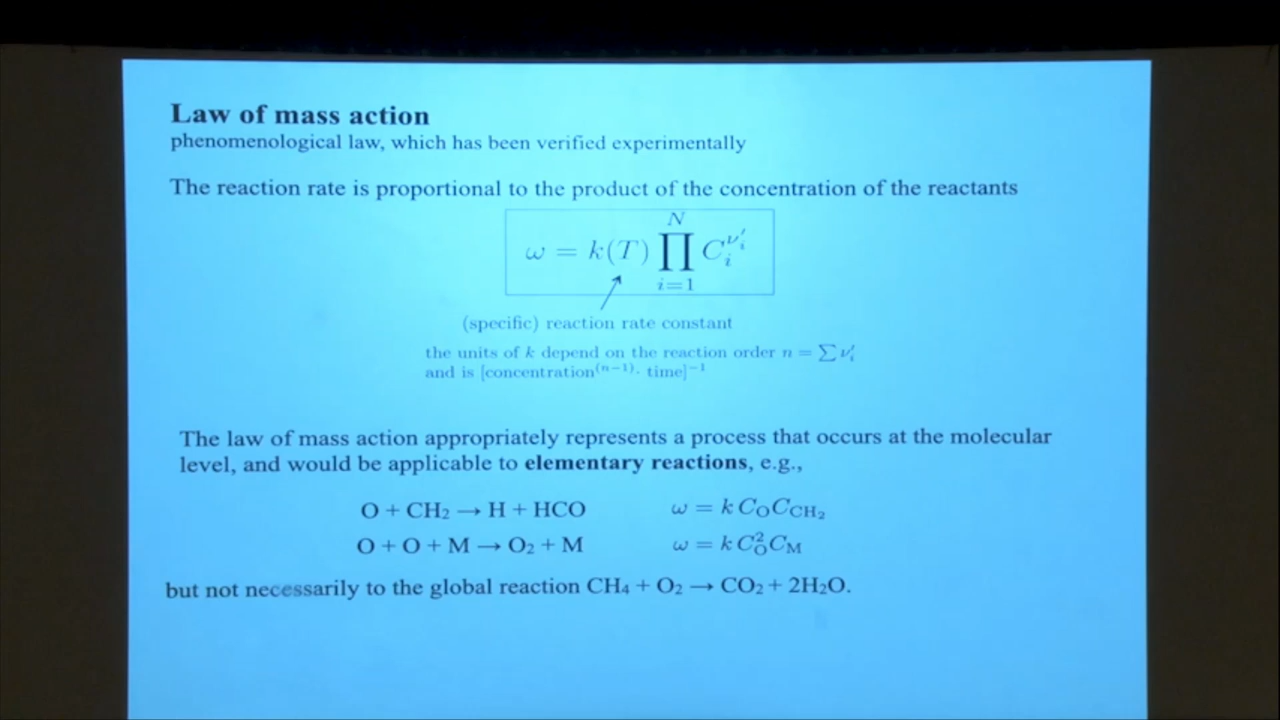 Law of mass action
phenomenological law, which has been verified experimentally
The reaction rate is proportional to the product of the concentration of the reactants
ω = k(T) ∏_{i=1}^{N} C_i^{ν′_i}
(specific) reaction rate constant
the units of k depend on the reaction order n = ∑ν′_i
and is [concentration⁽ⁿ⁻¹⁾· time]⁻¹
The law of mass action appropriately represents a process that occurs at the molecular
level, and would be applicable to elementary reactions, e.g.,
O + CH₂ → H + HCO ω = k C_O C_{CH₂}
O + O + M → O₂ + M ω = k C_O² C_M
but not necessarily to the global reaction CH₄ + O₂ → CO₂ + 2H₂O.